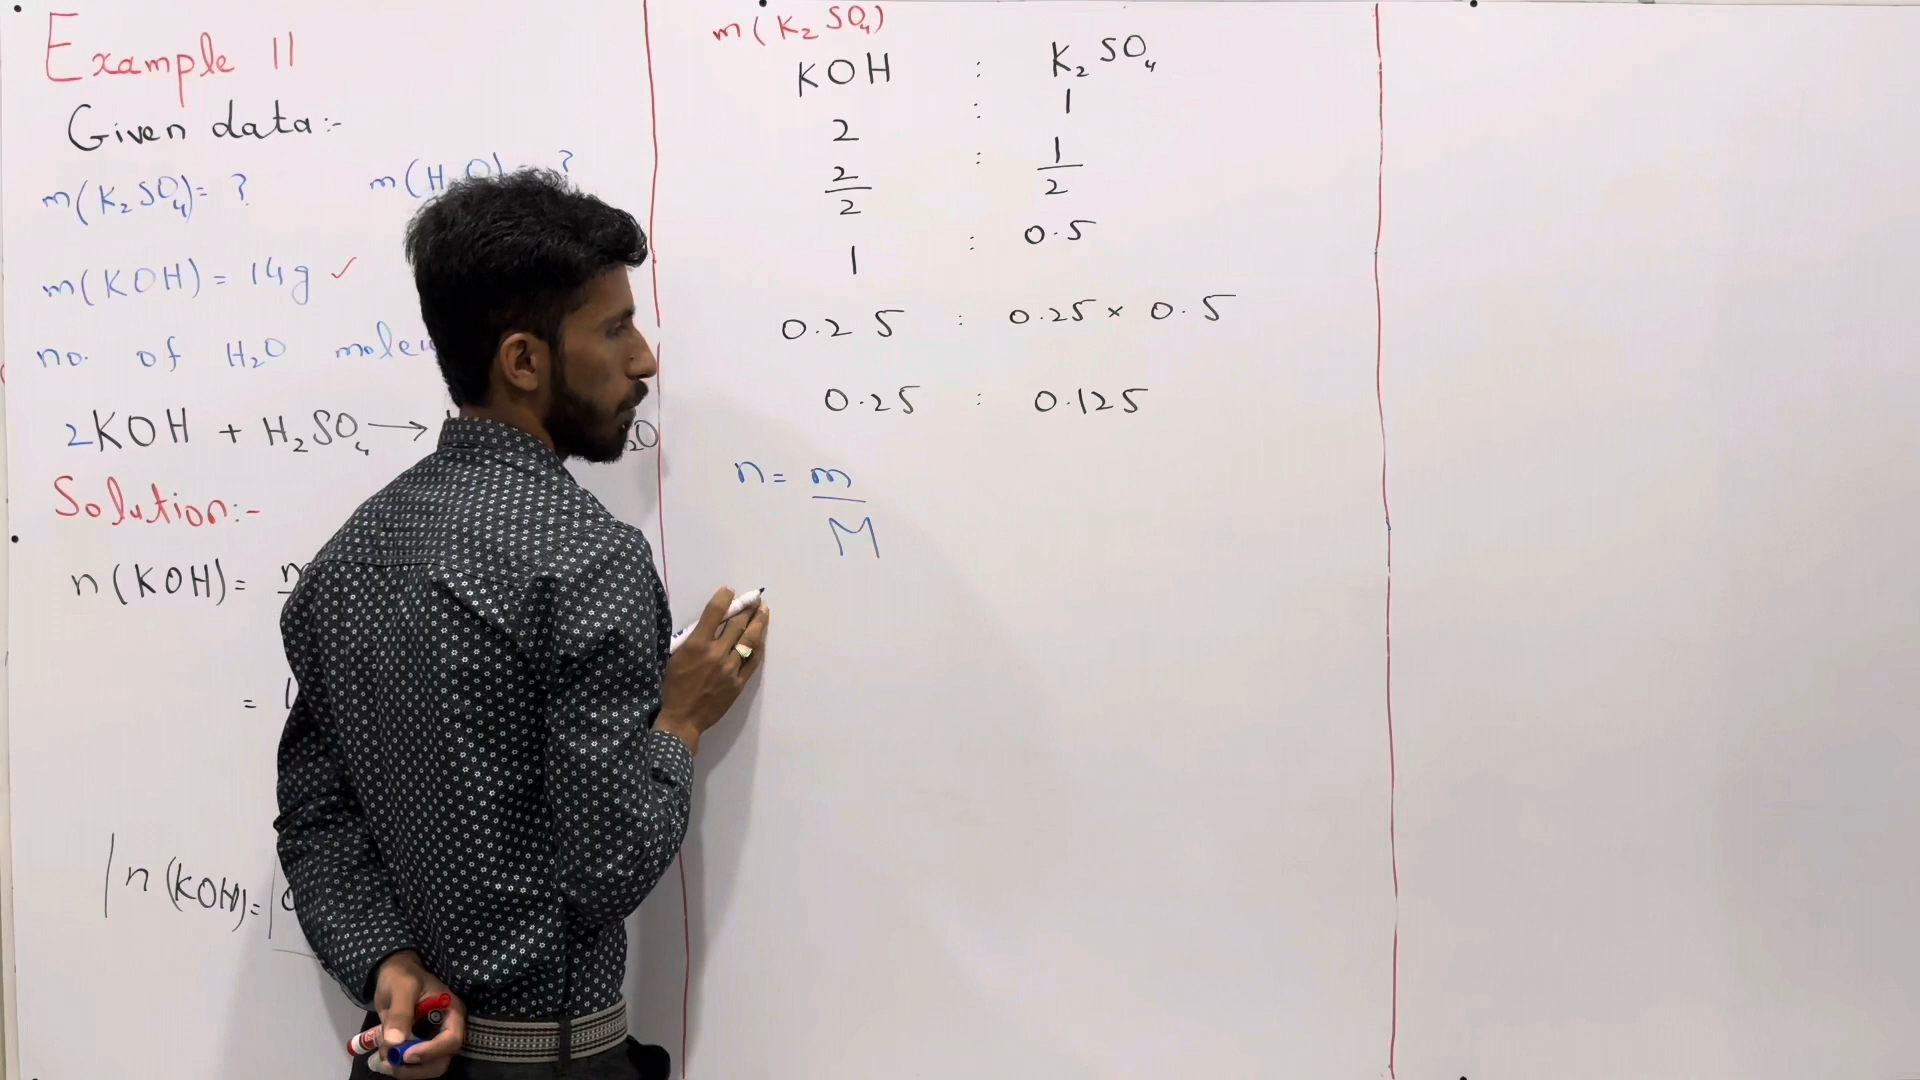 Example 11
Given data:-
m(K₂SO₄)= ? m(H₂O) = ?
m(KOH) = 14g ✓
no. of H₂O
2KOH + H₂SO₄ →
Solution:-
n(KOH)=
=
n(KOH)=
m(K₂SO₄)
KOH : K₂SO₄
2 : 1
2/2 : 1/2
1 : 0.5
0.25 : 0.25 × 0.5
0.25 : 0.125
n = m/M